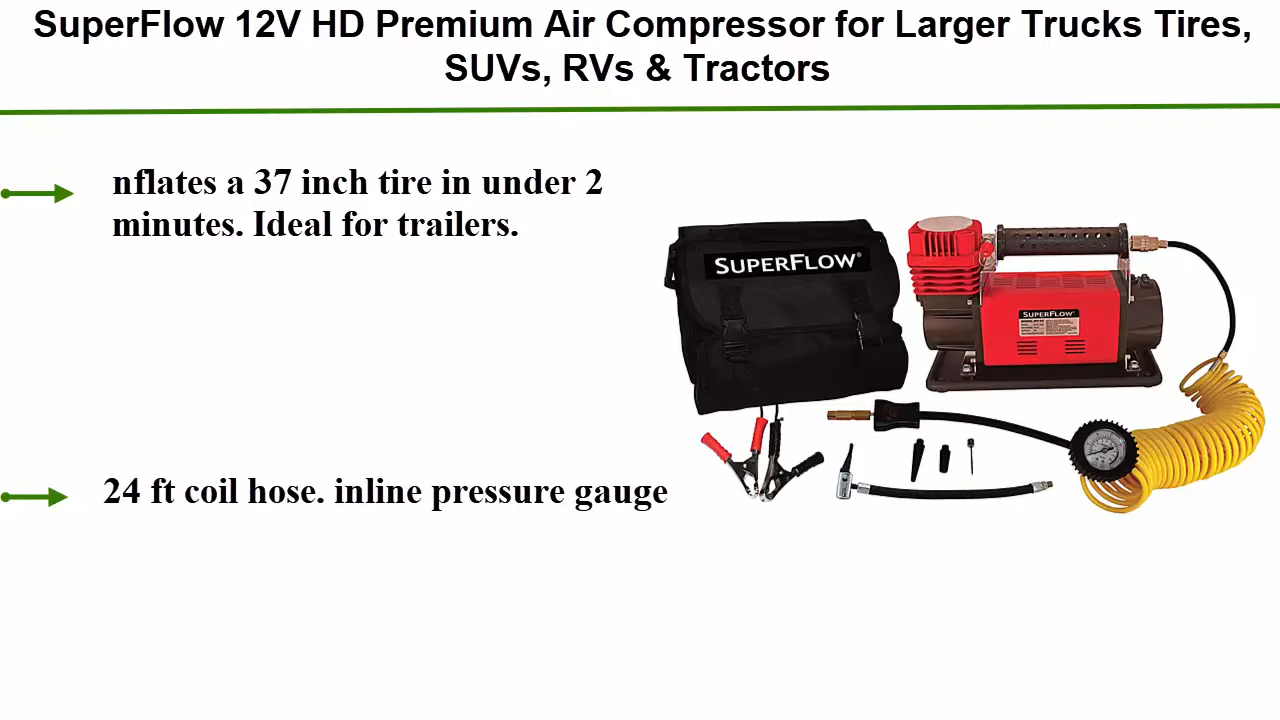 SuperFlow 12V HD Premium Air Compressor for Larger Trucks Tires,
SUVs, RVs & Tractors
nflates a 37 inch tire in under 2
minutes. Ideal for trailers.
SUPERFLOW®
SUPERFLOW
24 ft coil hose. inline pressure gauge